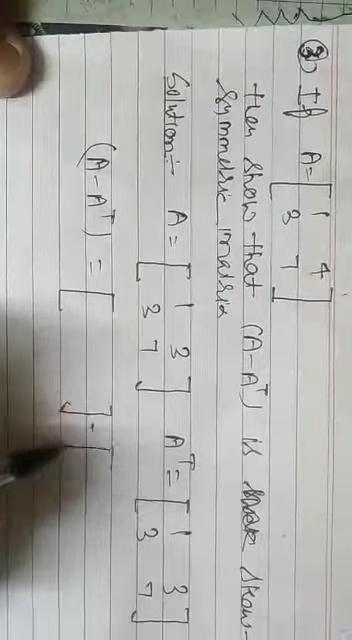 ③ If A = [ 1 4
3 7 ]
then show that (A-Aᵀ) is skew-
symmetric matrix
Solution:- A = [ 1 3 Aᵀ = [ 1 3
3 7 ] 3 7 ]
(A-Aᵀ) = [ ] - [